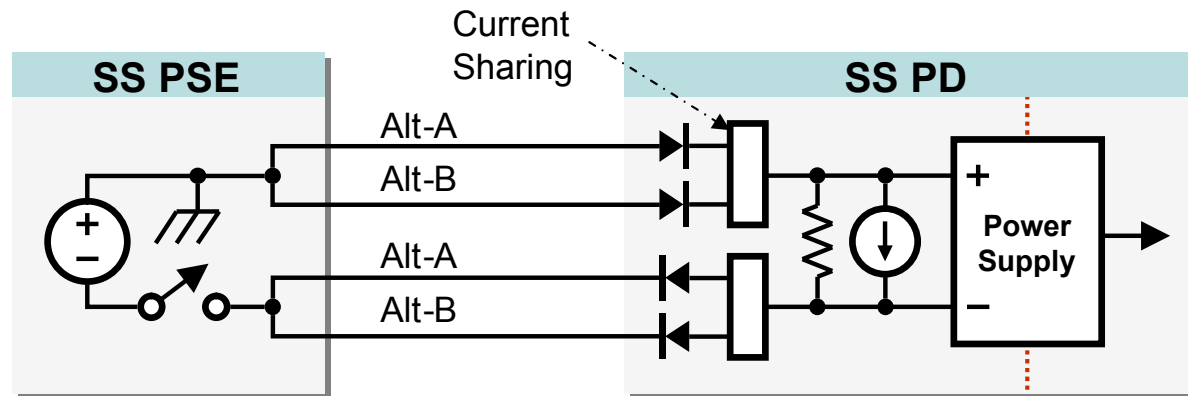 Current
Sharing
SS PSE
SS PD
Alt-A
Alt-B
Alt-A
Alt-B
+
−
+
−
Power
Supply